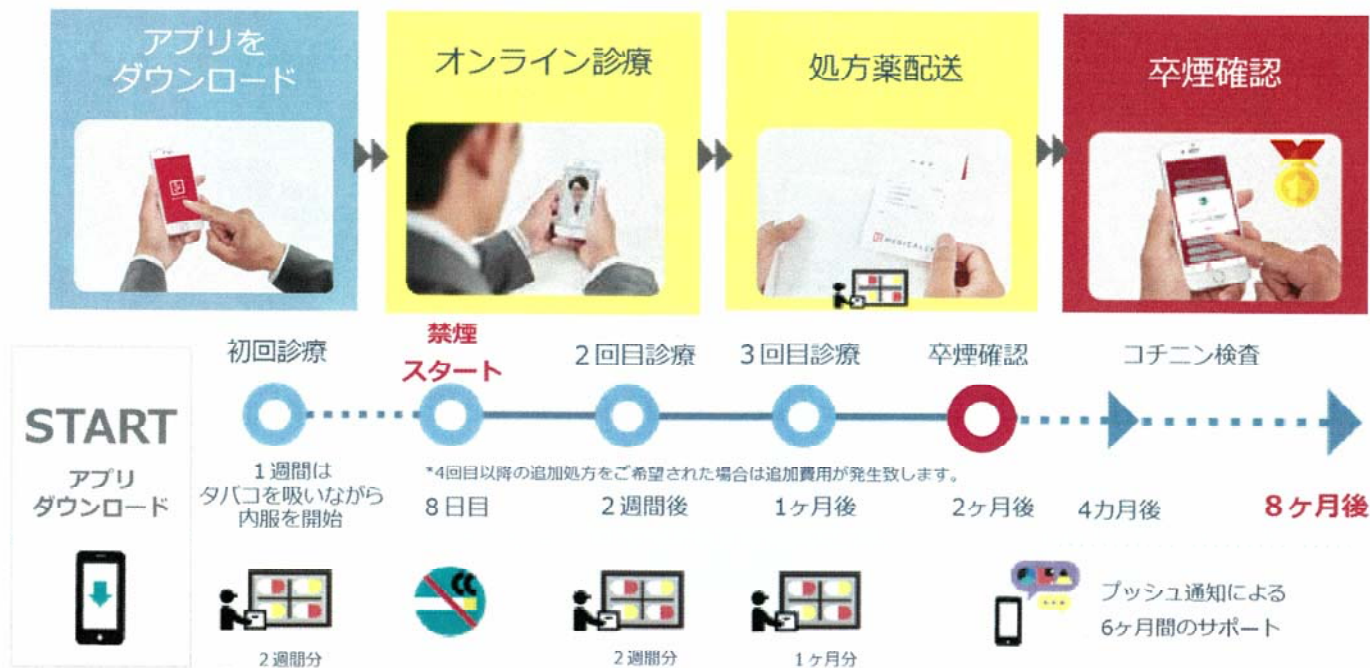 アプリを
ダウンロード
オンライン診療
処方薬配送
卒煙確認
START
アプリ
ダウンロード
初回診療
禁煙
スタート
2回目診療
3回目診療
卒煙確認
コチニン検査
*4回目以降の追加処方をご希望された場合は追加費用が発生致します。
1週間は
タバコを吸いながら
内服を開始
8日目
2週間後
1ヶ月後
2ヶ月後
4カ月後
8ヶ月後
2週間分
2週間分
1ヶ月分
プッシュ通知による
6ヶ月間のサポート